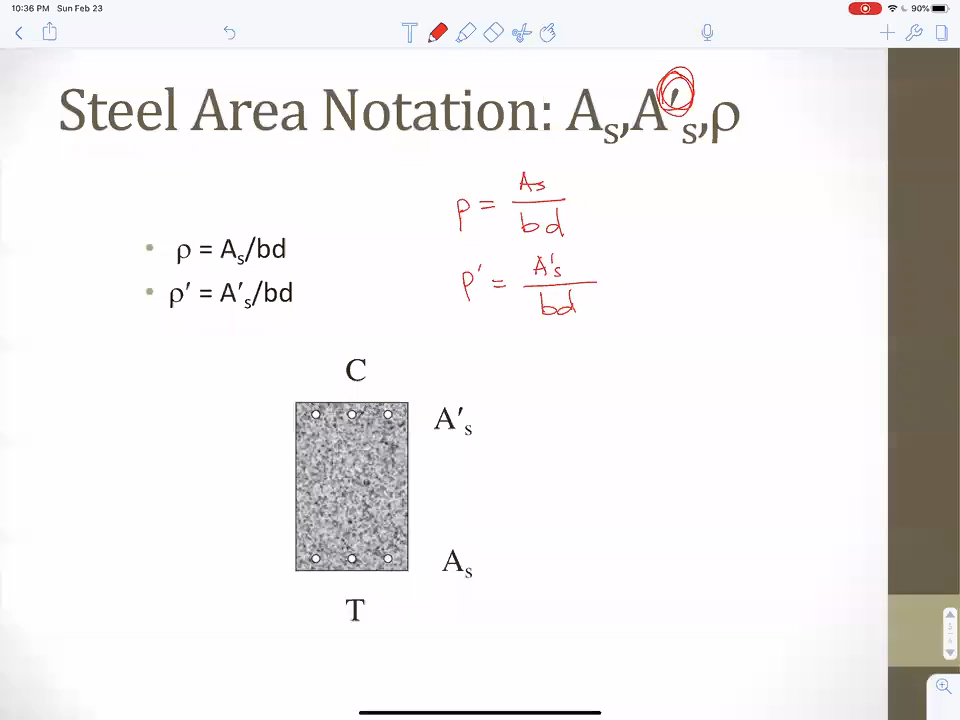 10:36 PM Sun Feb 23
90%
Steel Area Notation: Aₛ,A′ₛ,ρ
ρ = Aₛ/bd
ρ′ = A′ₛ/bd
ρ = As / bd
ρ' = A's / bd
C
A′ₛ
Aₛ
T